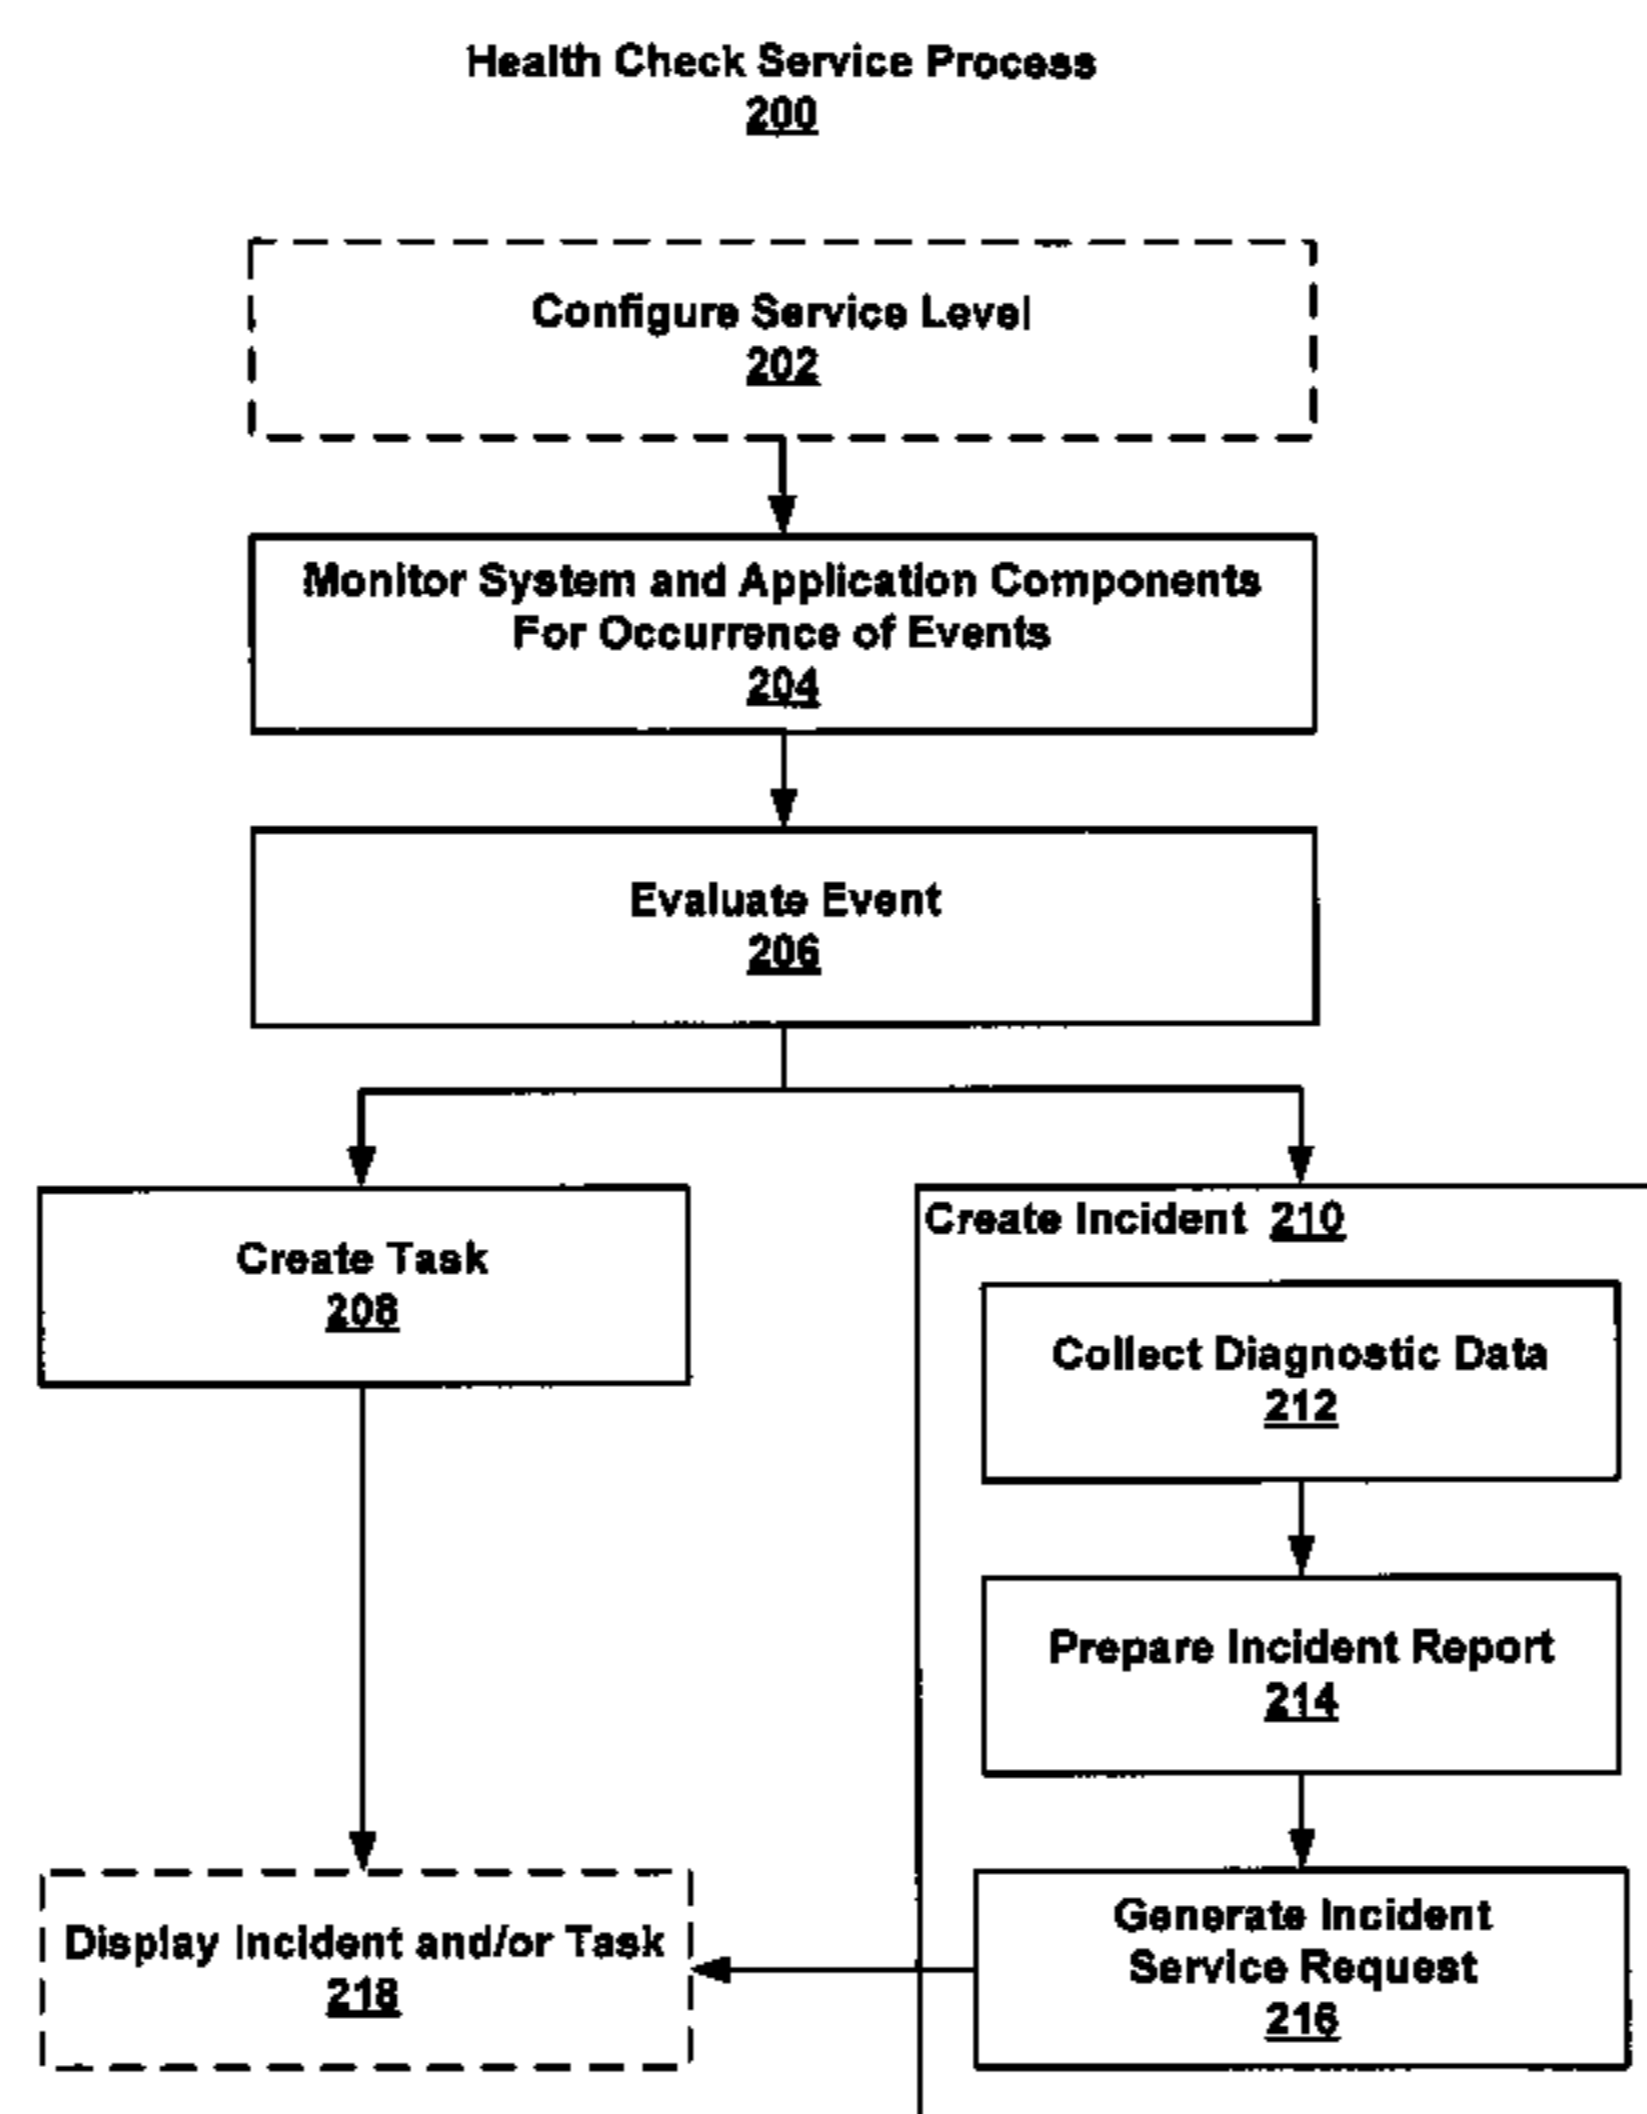 Health Check Service Process
200
Configure Service Level
202
Monitor System and Application Components
For Occurrence of Events
204
Evaluate Event
206
Create Task
208
Create Incident 210
Collect Diagnostic Data
212
Prepare Incident Report
214
Generate Incident
Service Request
216
Display Incident and/or Task
218